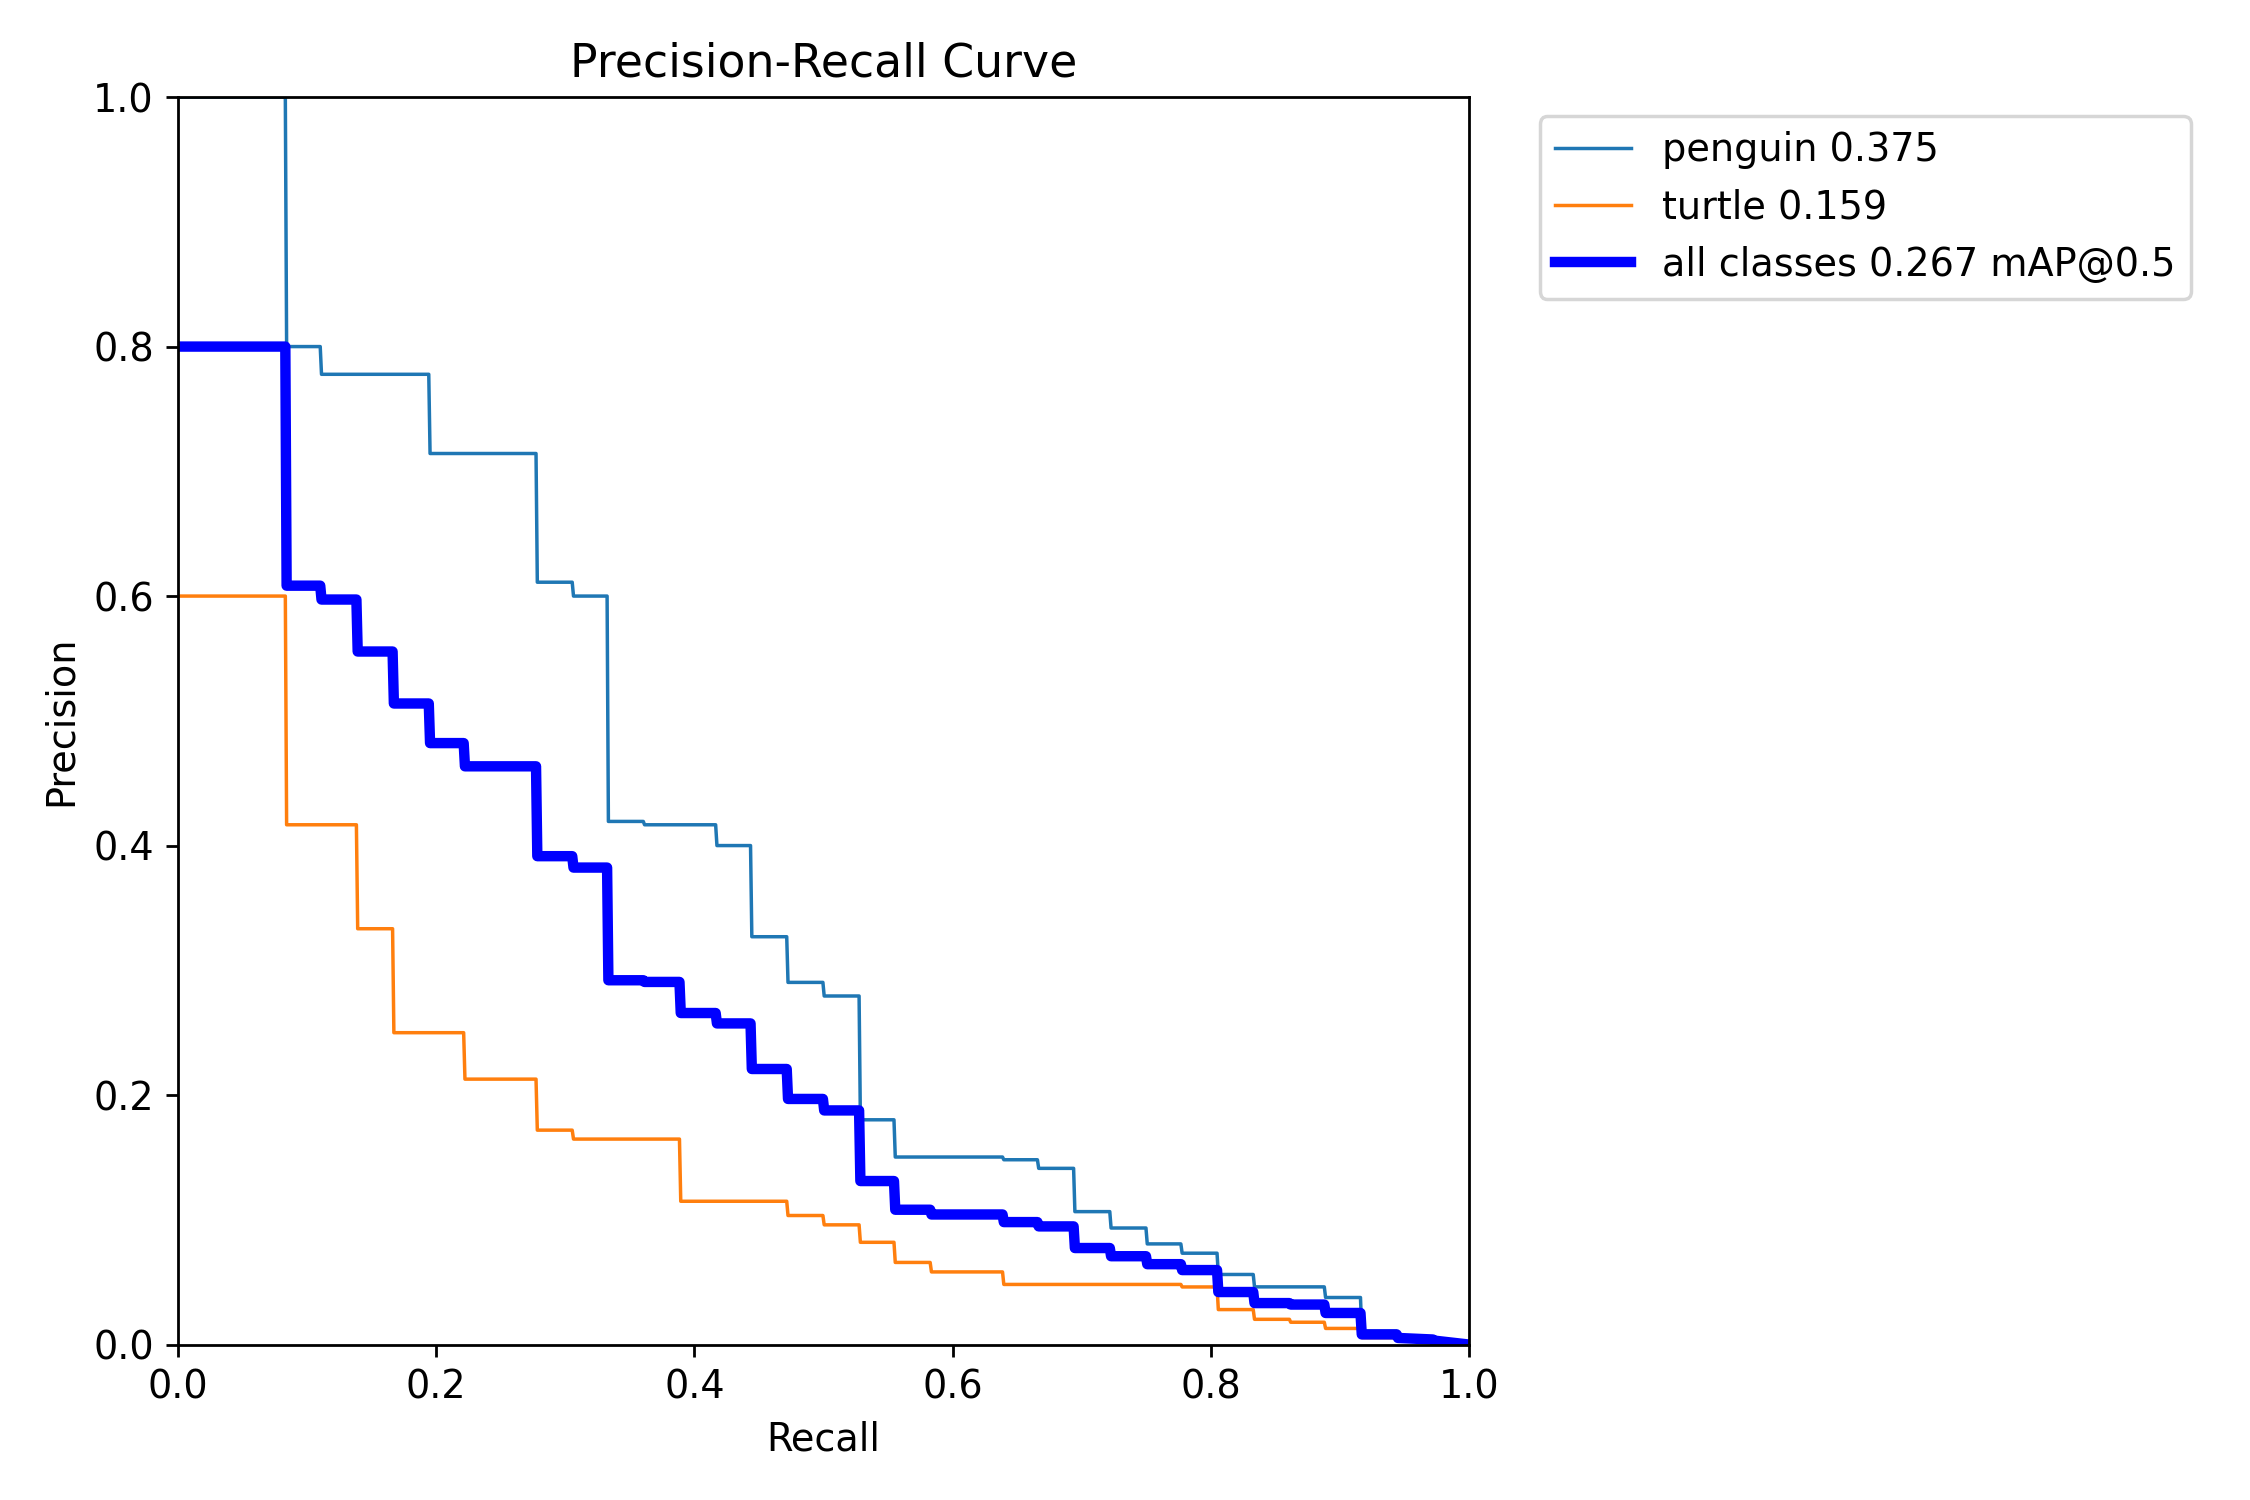 Precision-Recall Curve
penguin 0.375
turtle 0.159
all classes 0.267 mAP@0.5
Precision
1.0
0.8
0.6
0.4
0.2
0.0
0.0 0.2 0.4 0.6 0.8 1.0
Recall